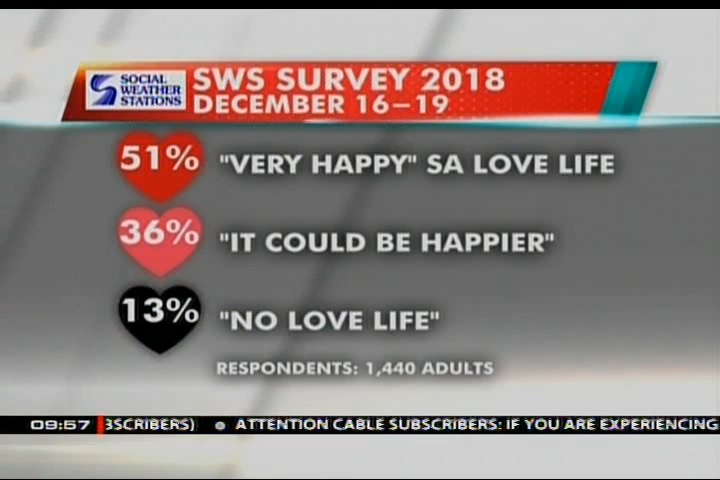 SOCIAL
WEATHER
STATIONS
SWS SURVEY 2018
DECEMBER 16–19
51% "VERY HAPPY" SA LOVE LIFE
36% "IT COULD BE HAPPIER"
13% "NO LOVE LIFE"
RESPONDENTS: 1,440 ADULTS
09:57 BSCRIBERS) ● ATTENTION CABLE SUBSCRIBERS: IF YOU ARE EXPERIENCING